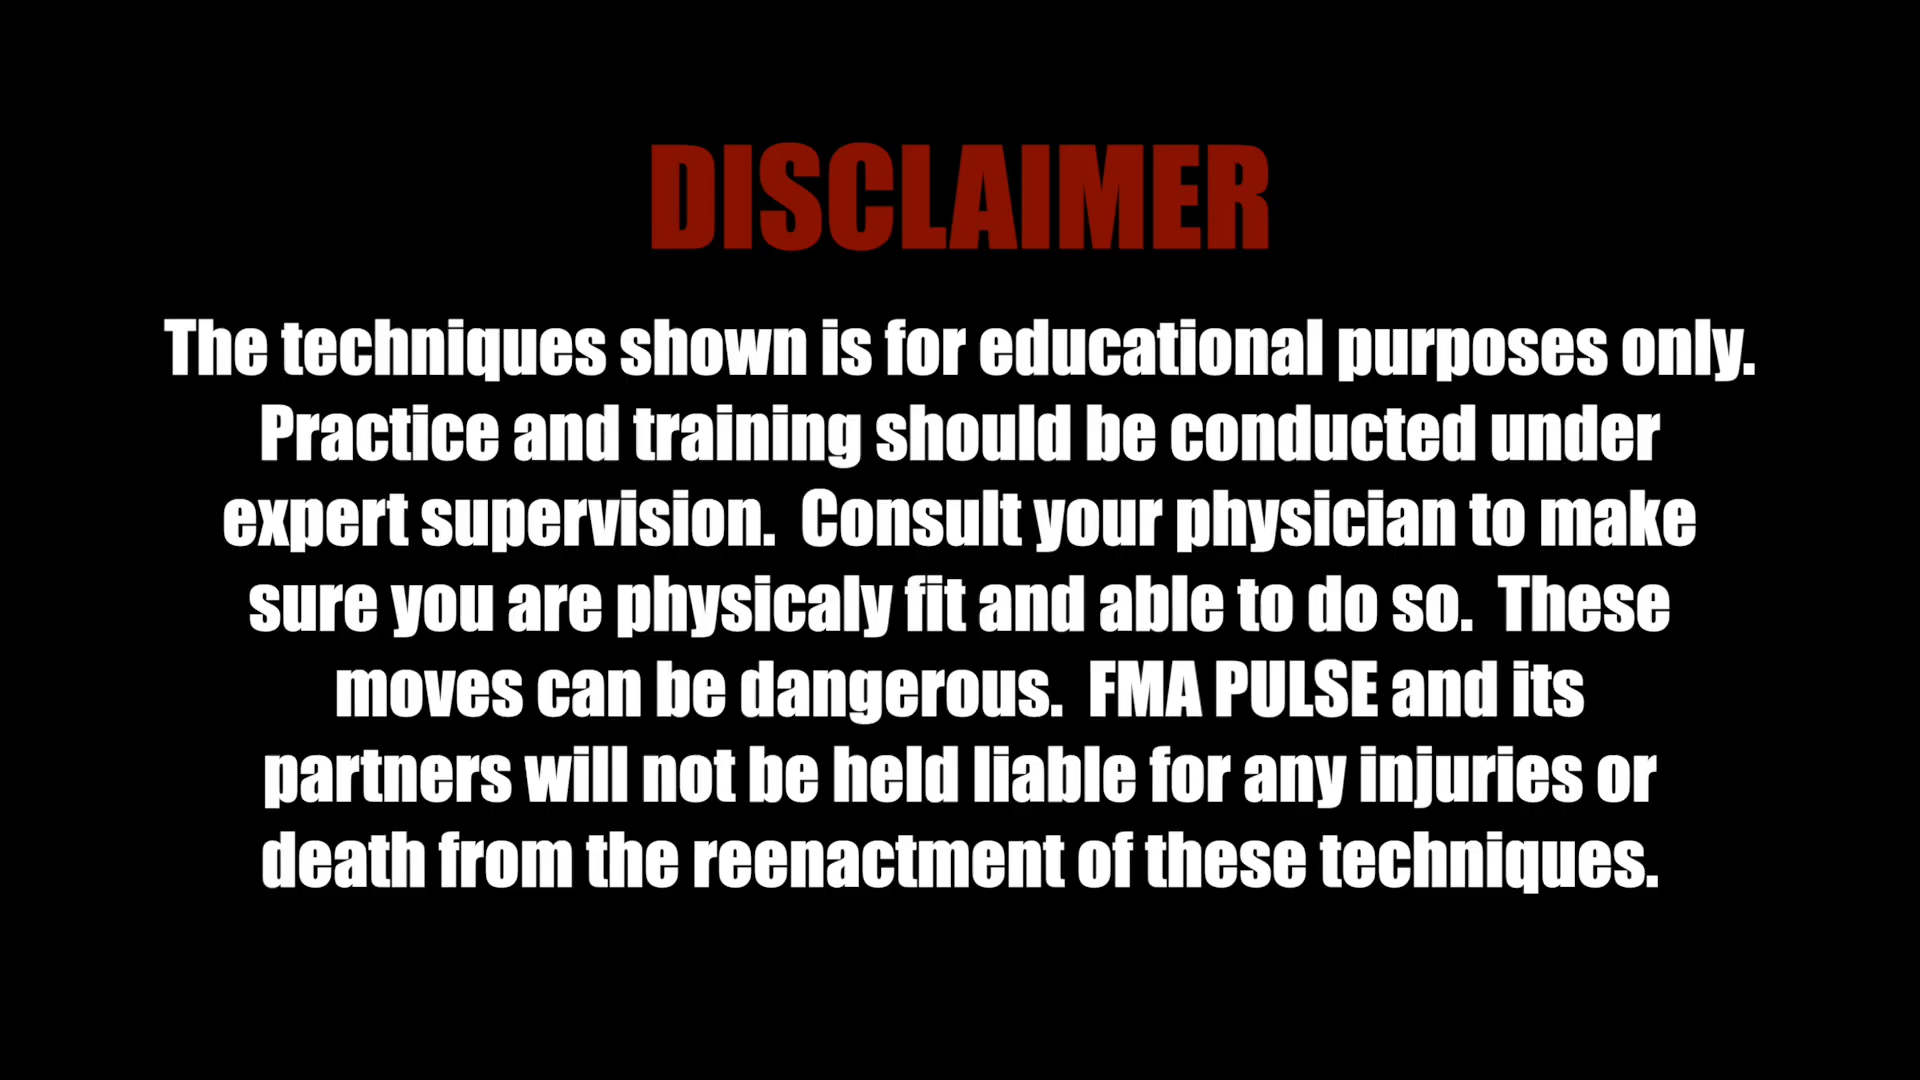 DISCLAIMER
The techniques shown is for educational purposes only.
Practice and training should be conducted under
expert supervision.  Consult your physician to make
sure you are physicaly fit and able to do so.  These
moves can be dangerous.  FMA PULSE and its
partners will not be held liable for any injuries or
death from the reenactment of these techniques.